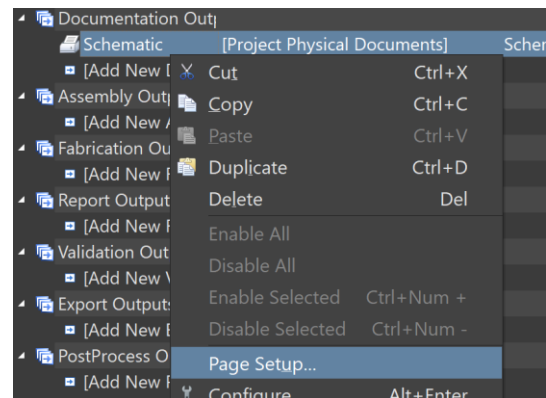 Documentation Out
Schematic [Project Physical Documents] Schem
[Add New
Cut Ctrl+X
Assembly Outp
Copy Ctrl+C
[Add New
Paste Ctrl+V
Fabrication Ou
Duplicate Ctrl+D
[Add New
Delete Del
Report Output
Enable All
[Add New
Disable All
Validation Out
Enable Selected Ctrl+Num +
[Add New
Disable Selected Ctrl+Num -
Export Outputs
Page Setup...
[Add New
Configure Alt+Enter
PostProcess O
[Add New